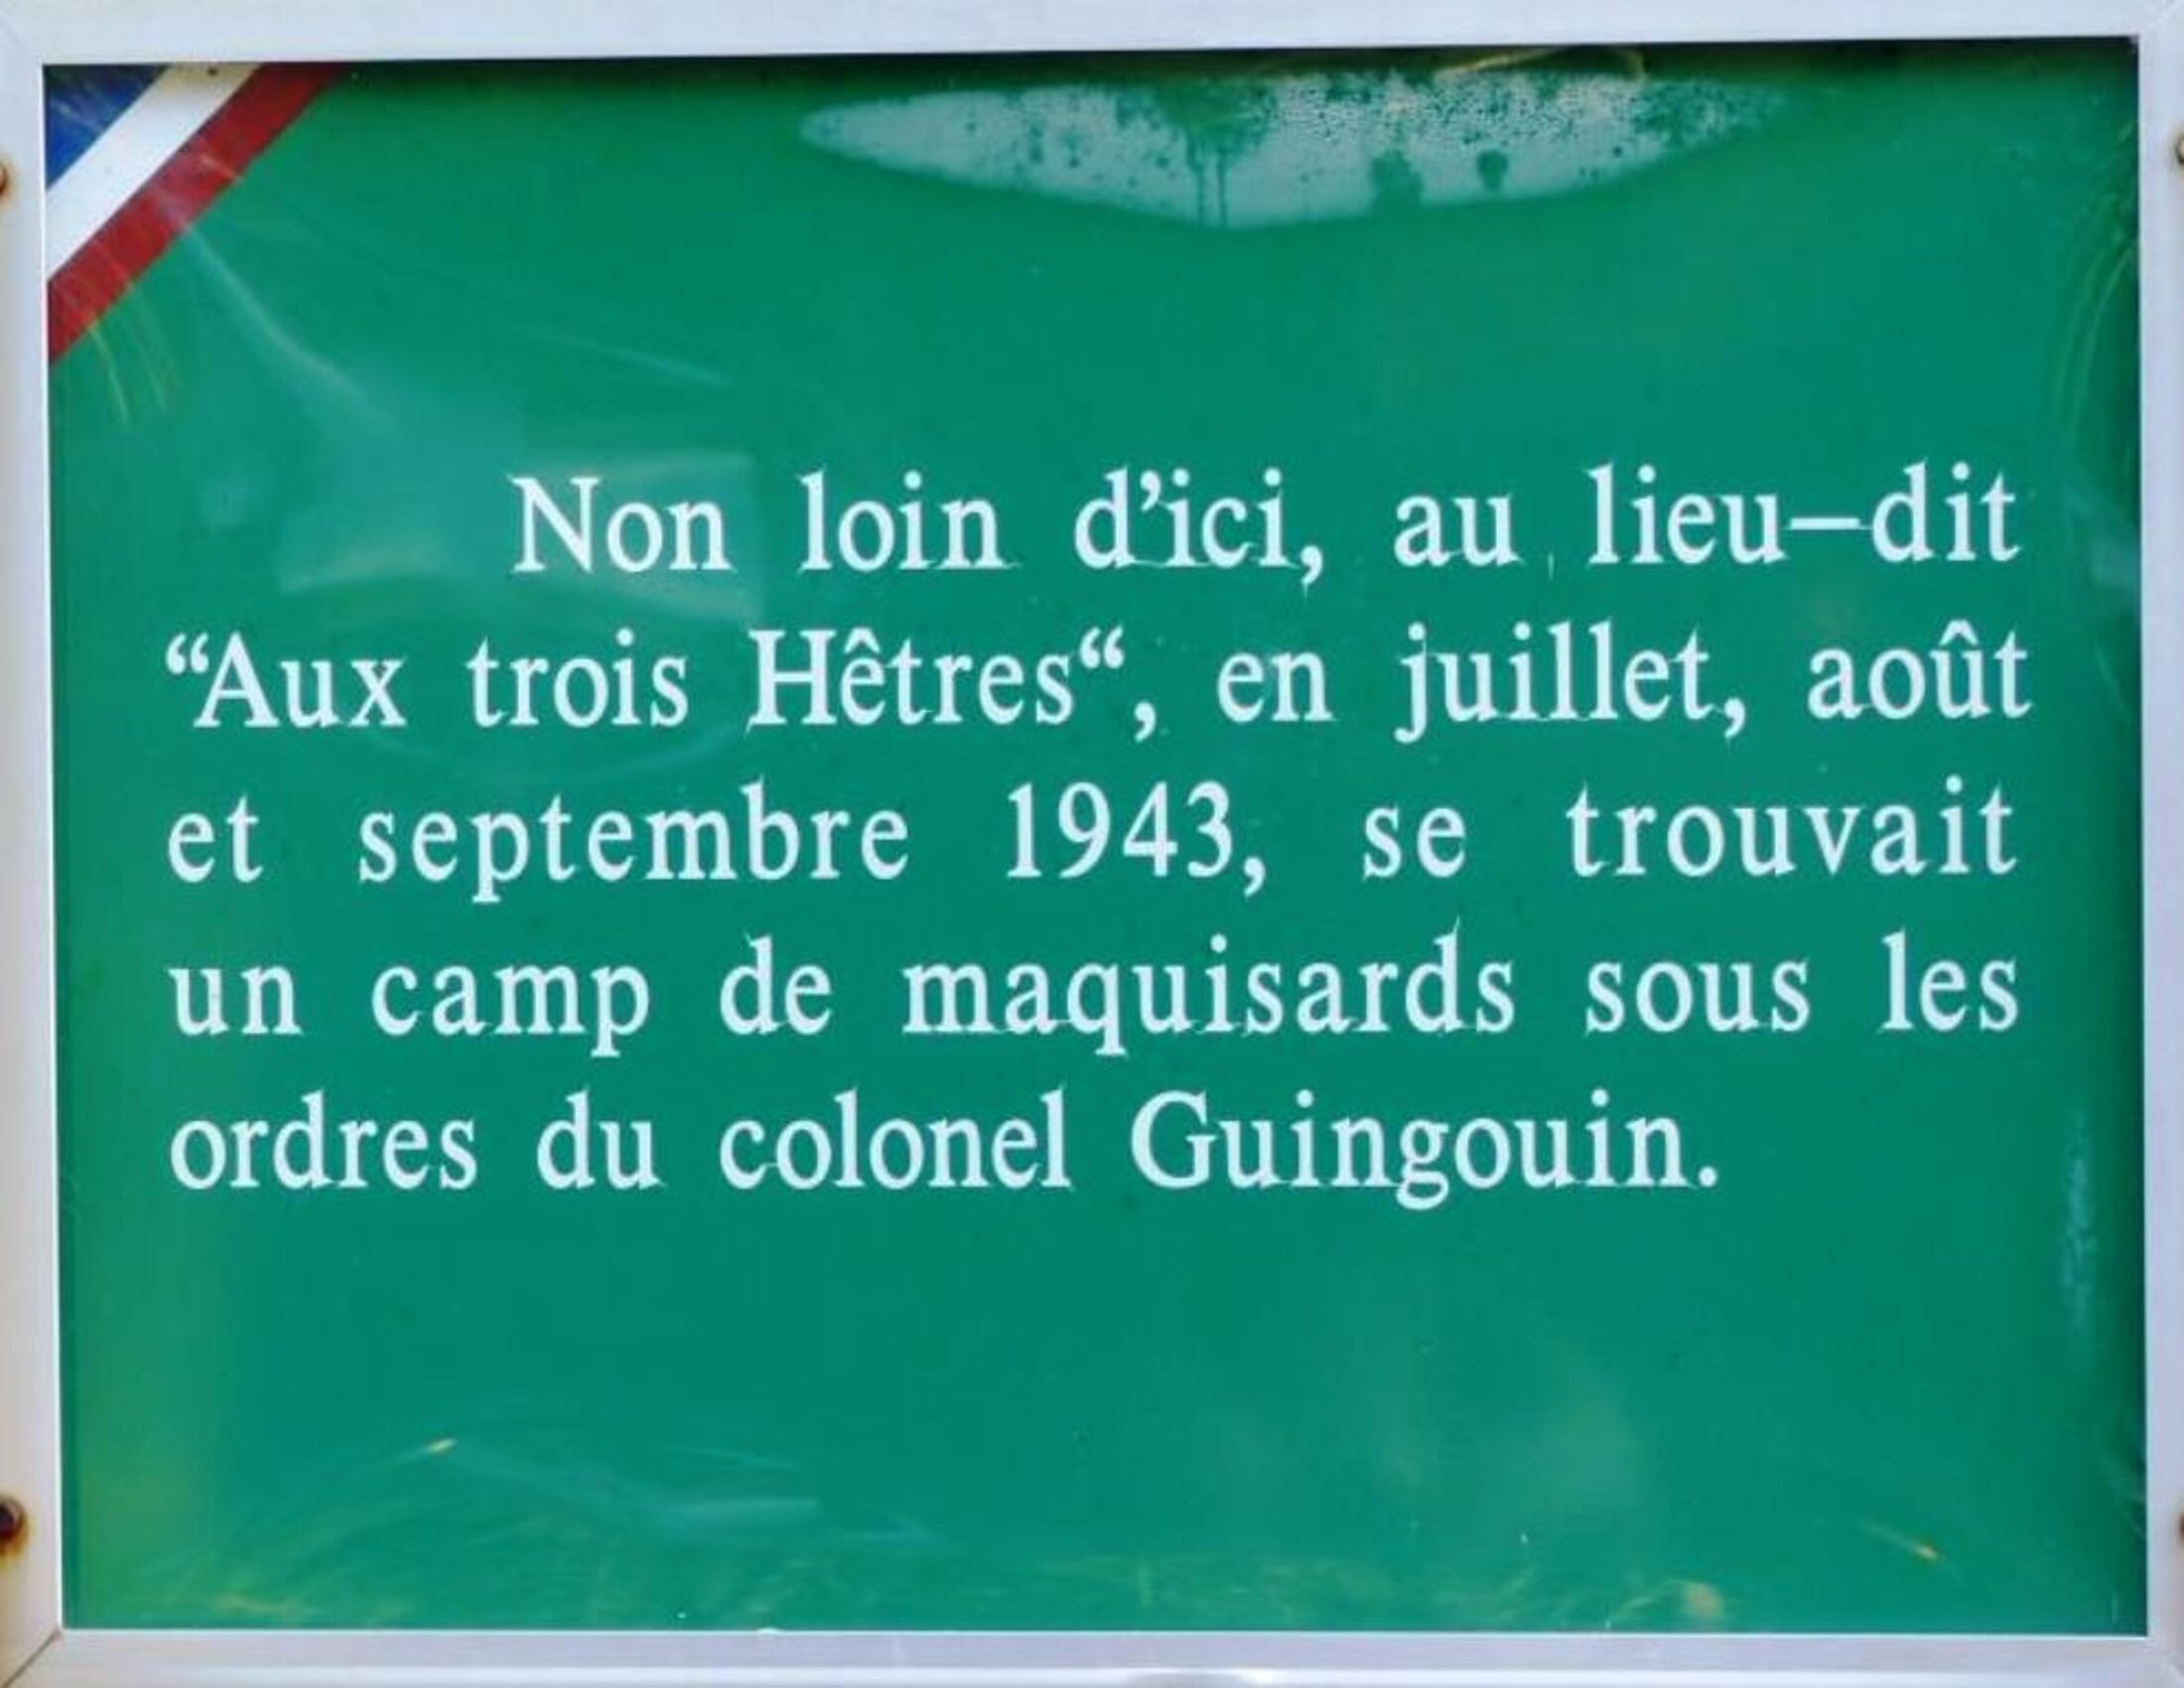 Non loin d'ici, au lieu–dit
“Aux trois Hêtres“, en juillet, août
et septembre 1943, se trouvait
un camp de maquisards sous les
ordres du colonel Guingouin.